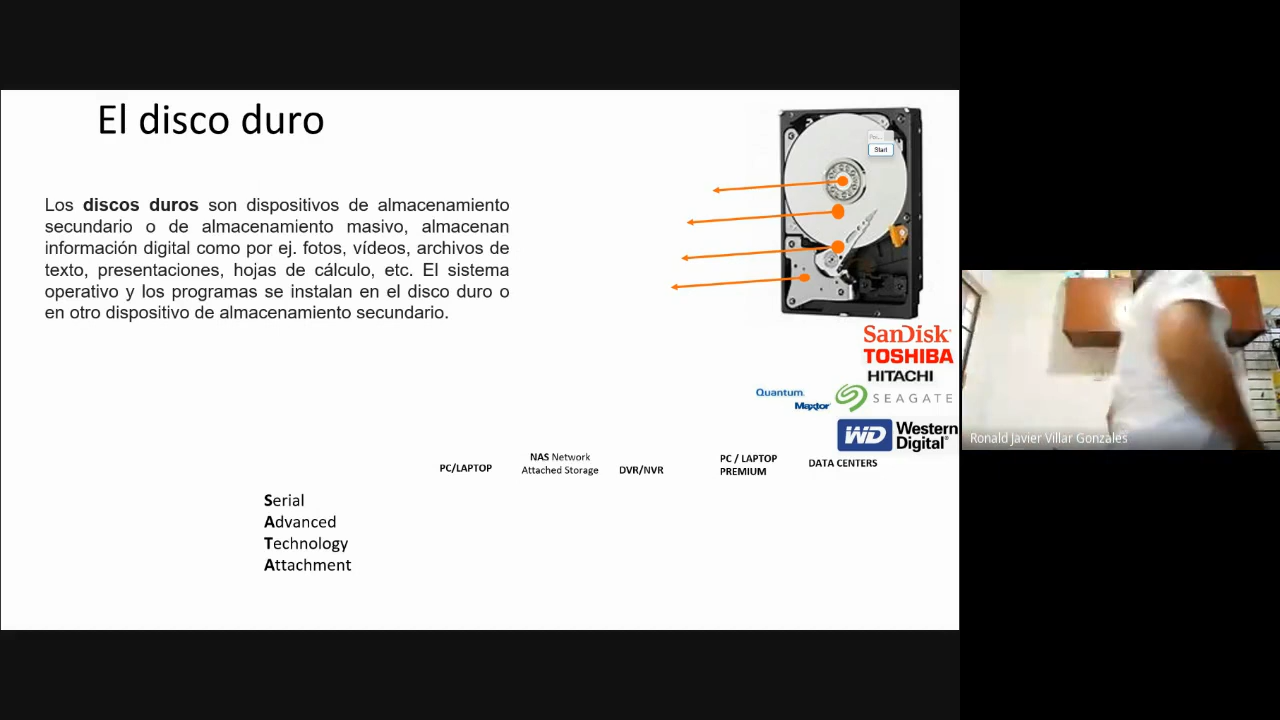 El disco duro
Start
Los discos duros son dispositivos de almacenamiento
secundario o de almacenamiento masivo, almacenan
información digital como por ej. fotos, vídeos, archivos de
texto, presentaciones, hojas de cálculo, etc. El sistema
operativo y los programas se instalan en el disco duro o
en otro dispositivo de almacenamiento secundario.
SanDisk
TOSHIBA
HITACHI
Quantum
Maxtor
SEAGATE
WD Western
Digital
Ronald Javier Villar Gonzales
PC/LAPTOP
NAS Network
Attached Storage
DVR/NVR
PC / LAPTOP
PREMIUM
DATA CENTERS
Serial
Advanced
Technology
Attachment